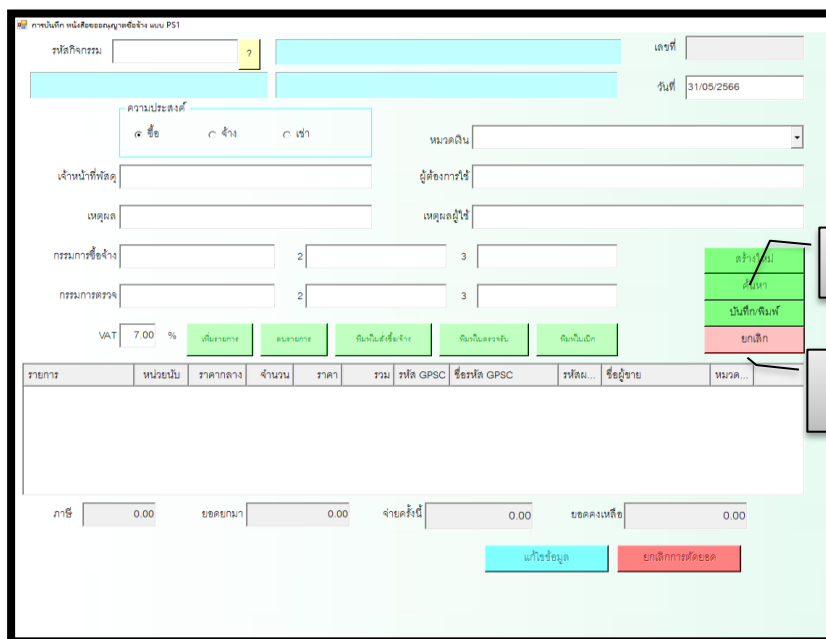 การบันทึก หนังสือขออนุญาตซื้อจ้าง แบบ PS1
รหัสกิจกรรม ? เลขที่
วันที่ 31/05/2566
ความประสงค์
ซื้อ จ้าง เช่า
หมวดเงิน
เจ้าหน้าที่พัสดุ ผู้ต้องการใช้
เหตุผล เหตุผลผู้ใช้
กรรมการซื้อจ้าง 2 3
สร้างใหม่
ค้นหา
กรรมการตรวจ 2 3
บันทึก/พิมพ์
VAT 7.00 % เพิ่มรายการ ลบรายการ พิมพ์ใบสั่งซื้อ/จ้าง พิมพ์ใบตรวจรับ พิมพ์ใบเบิก ยกเลิก
รายการ หน่วยนับ ราคากลาง จำนวน ราคา รวม รหัส GPSC ชื่อรหัส GPSC รหัสผ... ชื่อผู้ขาย หมวด...
ภาษี 0.00 ยอดยกมา 0.00 จ่ายครั้งนี้ 0.00 ยอดคงเหลือ 0.00
แก้ไขข้อมูล ยกเลิกการตัดยอด